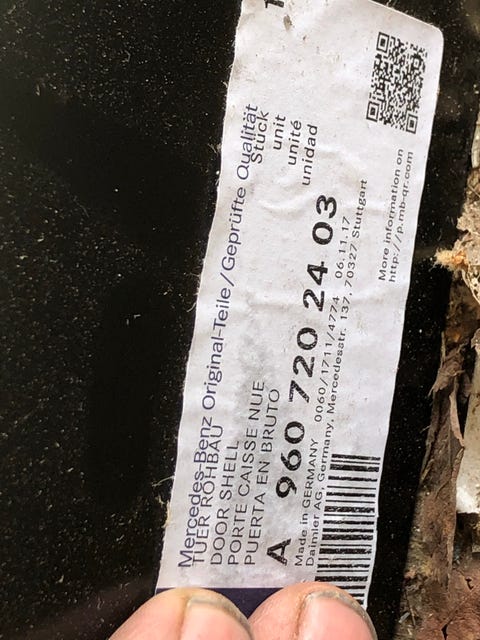 Mercedes-Benz Original-Teile/Geprüfte Qualität
TUER ROHBAU
DOOR SHELL
PORTE CAISSE NUE
PUERTA EN BRUTO
Stück
unit
unité
unidad
A 960 720 24 03
Made in GERMANY 0060/1711/4774 06.11.17
Daimler AG, Germany, Mercedesstr. 137, 70327 Stuttgart
More information on
http://p.mb-qr.com